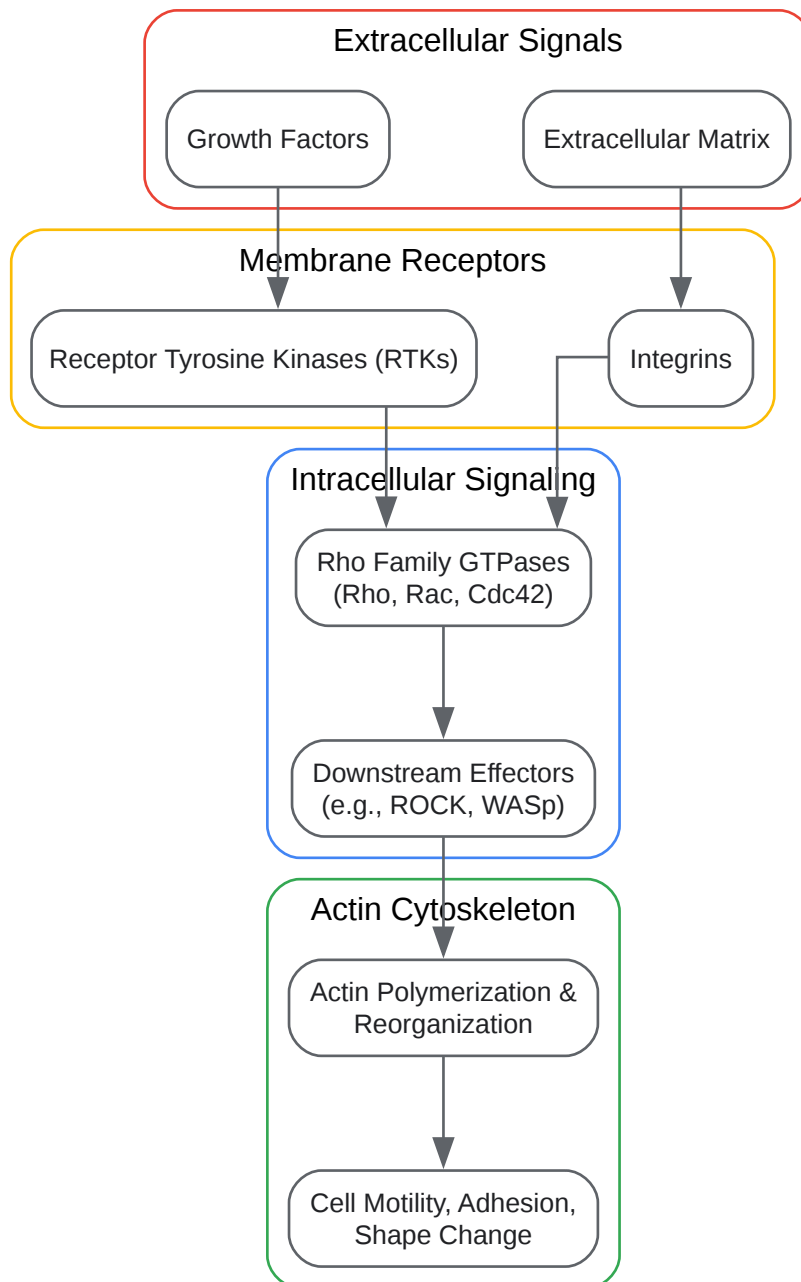 Extracellular Signals
Growth Factors
Extracellular Matrix
Membrane Receptors
Receptor Tyrosine Kinases (RTKs)
Integrins
Intracellular Signaling
Rho Family GTPases
(Rho, Rac, Cdc42)
Downstream Effectors
(e.g., ROCK, WASp)
Actin Cytoskeleton
Actin Polymerization &
Reorganization
Cell Motility, Adhesion,
Shape Change